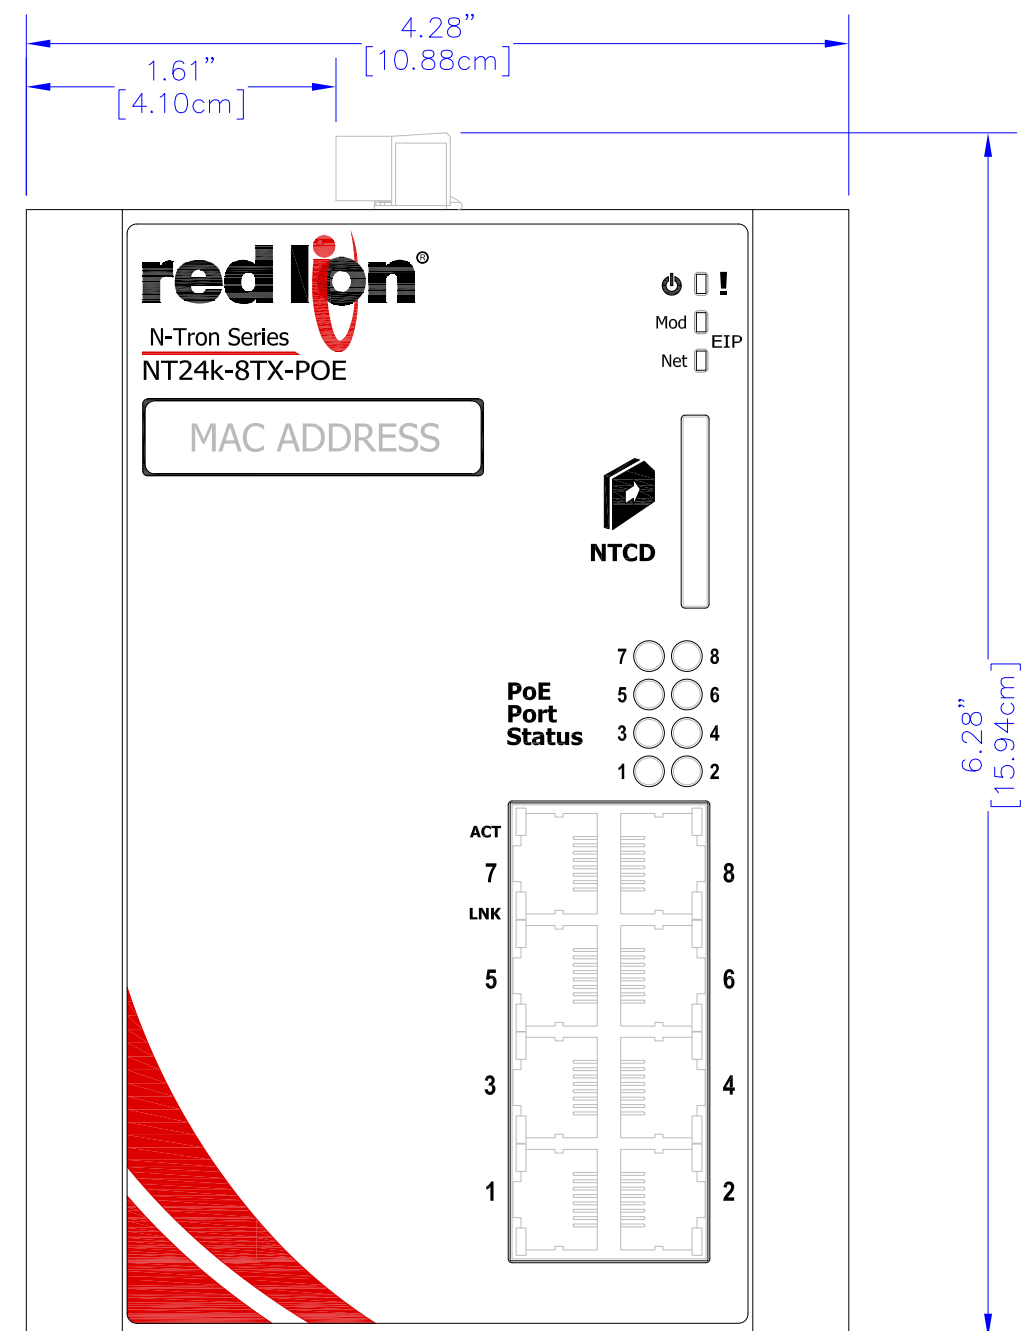 4.28”
[10.88cm]
1.61”
[4.10cm]
red lion®
N-Tron Series
NT24k-8TX-POE
MAC ADDRESS
!
Mod
EIP
Net
NTCD
7 8
5 6
3 4
1 2
PoE
Port
Status
6.28”
[15.94cm]
ACT
7 8
LNK
5 6
3 4
1 2